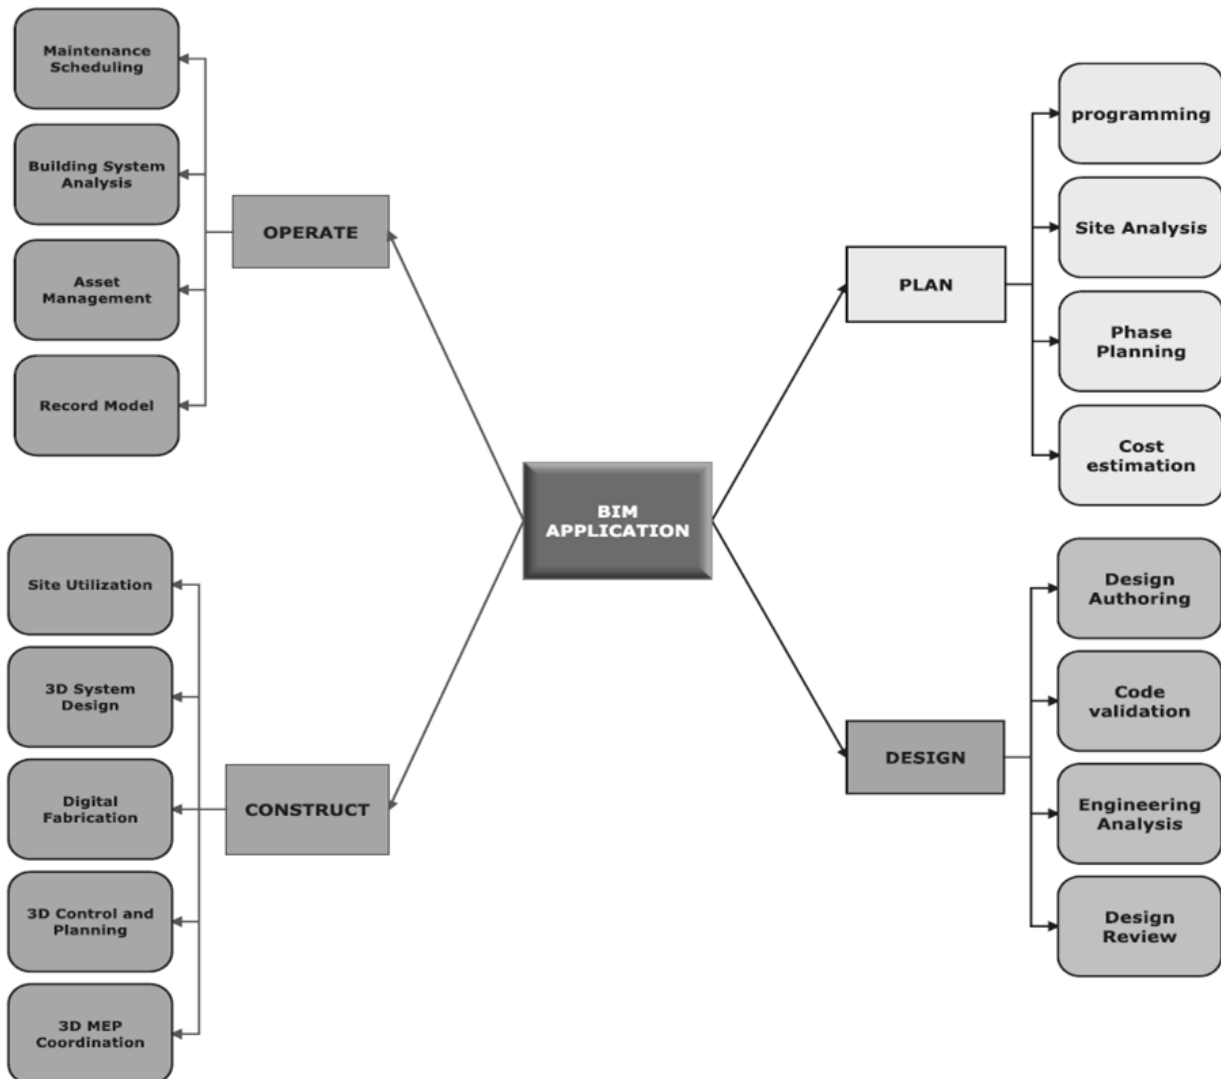 Maintenance
Scheduling
Building System
Analysis
OPERATE
Asset
Management
Record Model
programming
Site Analysis
PLAN
Phase
Planning
Cost
estimation
BIM
APPLICATION
Site Utilization
3D System
Design
Digital
Fabrication
CONSTRUCT
3D Control and
Planning
3D MEP
Coordination
Design
Authoring
Code
validation
DESIGN
Engineering
Analysis
Design
Review